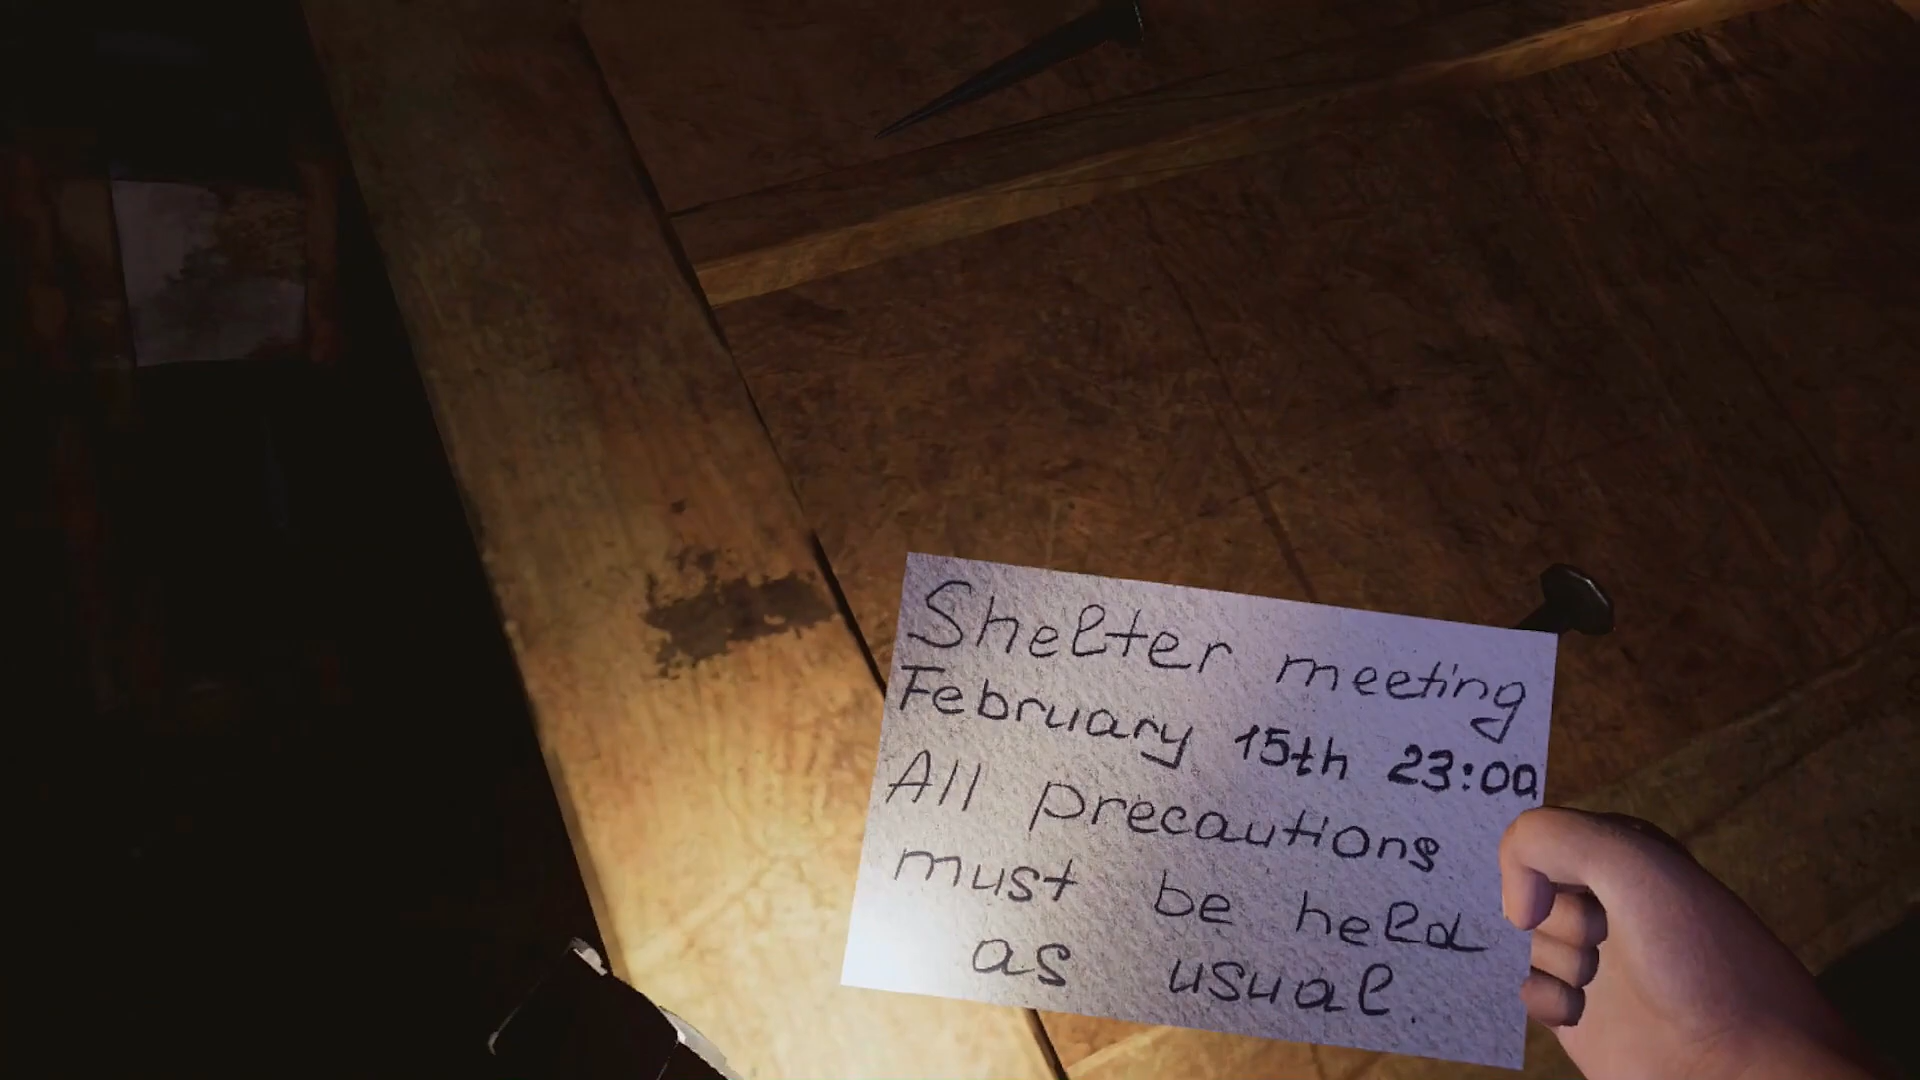 Shelter meeting
February 15th 23:00
All precautions
must be held
as usual.